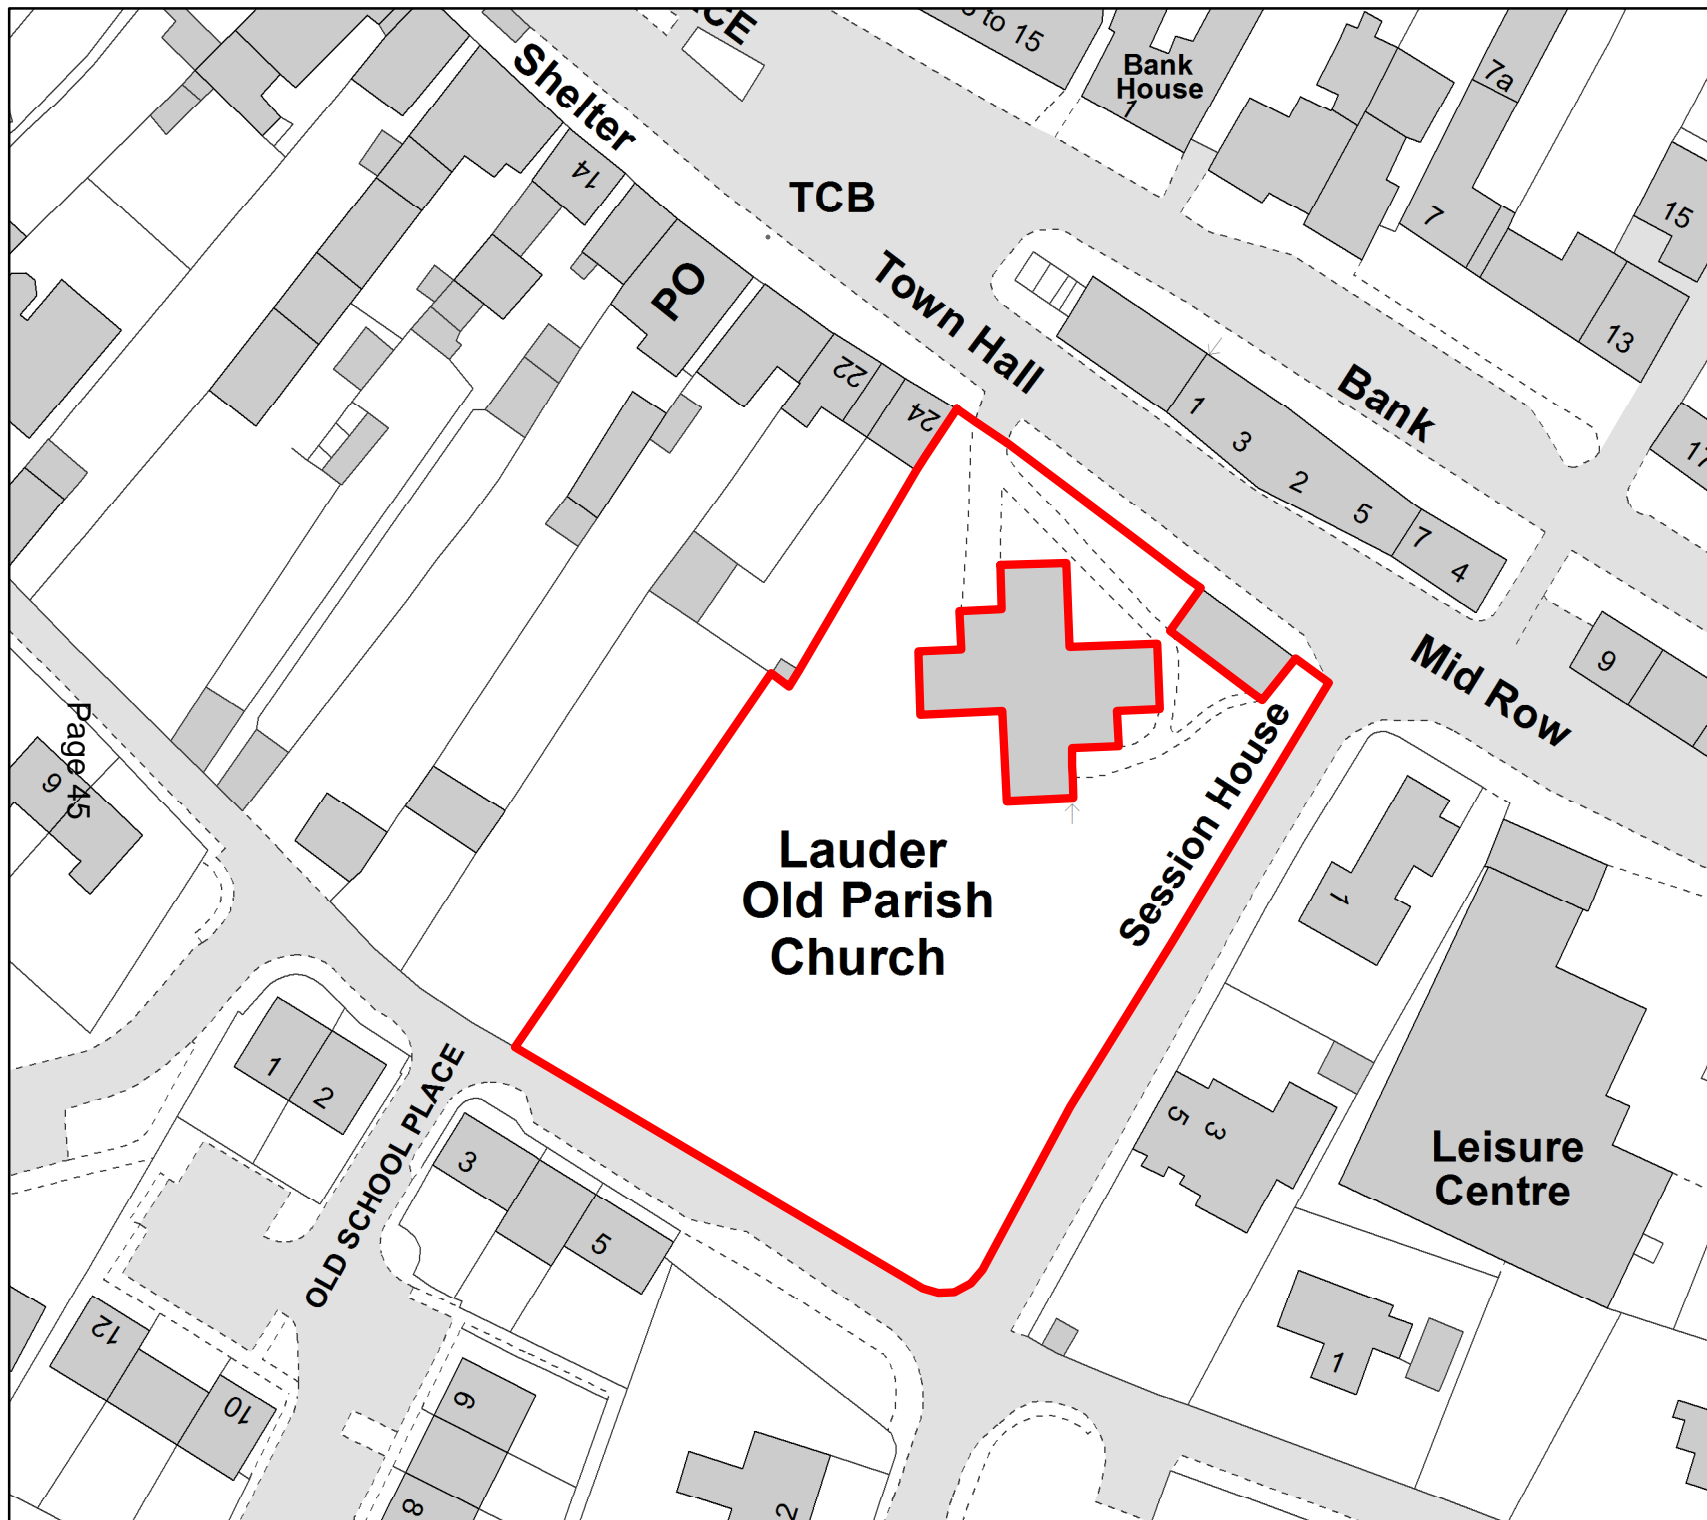 CE
to 15
Bank
House
1
7a
Shelter
14
TCB
15
7
PO
Town Hall
13
22
24
Bank
1
3
2
5
7
4
17
9
Mid Row
Page 45
9
Session House
Lauder
Old Parish
Church
1
1
2
OLD SCHOOL PLACE
3
5
5
3
Leisure
Centre
12
10
1
6
8
2